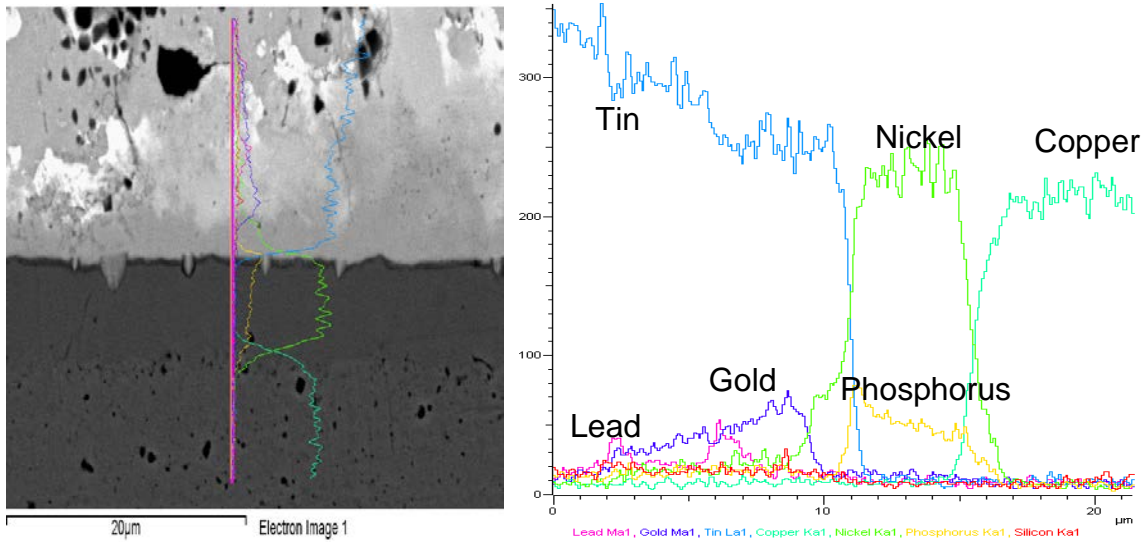 20µm
Electron Image 1
300
200
100
0
Tin
Nickel
Copper
Gold
Phosphorus
Lead
0
10
20
µm
Lead Ma1, Gold Ma1, Tin La1, Copper Ka1, Nickel Ka1, Phosphorus Ka1, Silicon Ka1